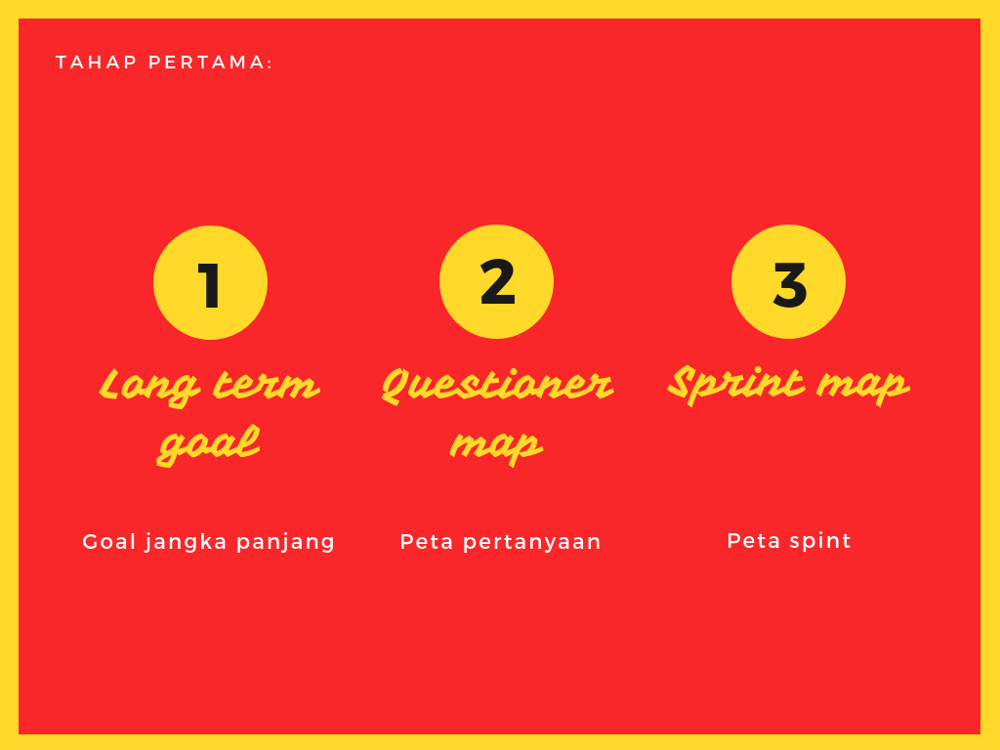 TAHAP PERTAMA:
1
Long term
goal
Goal jangka panjang
2
Questioner
map
Peta pertanyaan
3
Sprint map
Peta spint